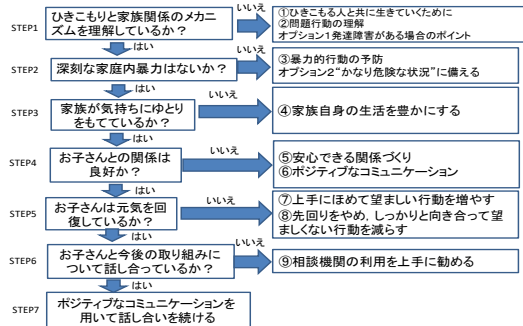 STEP1
ひきこもりと家族関係のメカニ
ズムを理解しているか？
いいえ
①ひきこもる人と共に生きていくために
②問題行動の理解
オプション1発達障害がある場合のポイント
はい
STEP2
深刻な家庭内暴力はないか？
いいえ
③暴力的行動の予防
オプション2“かなり危険な状況”に備える
はい
STEP3
家族が気持ちにゆとり
をもてているか？
いいえ
④家族自身の生活を豊かにする
はい
STEP4
お子さんとの関係は
良好か？
いいえ
⑤安心できる関係づくり
⑥ポジティブなコミュニケーション
はい
STEP5
お子さんは元気を回
復しているか？
いいえ
⑦上手にほめて望ましい行動を増やす
⑧先回りをやめ，しっかりと向き合って望
ましくない行動を減らす
はい
STEP6
お子さんと今後の取り組みに
ついて話し合っているか？
いいえ
⑨相談機関の利用を上手に勧める
はい
STEP7
ポジティブなコミュニケーションを
用いて話し合いを続ける